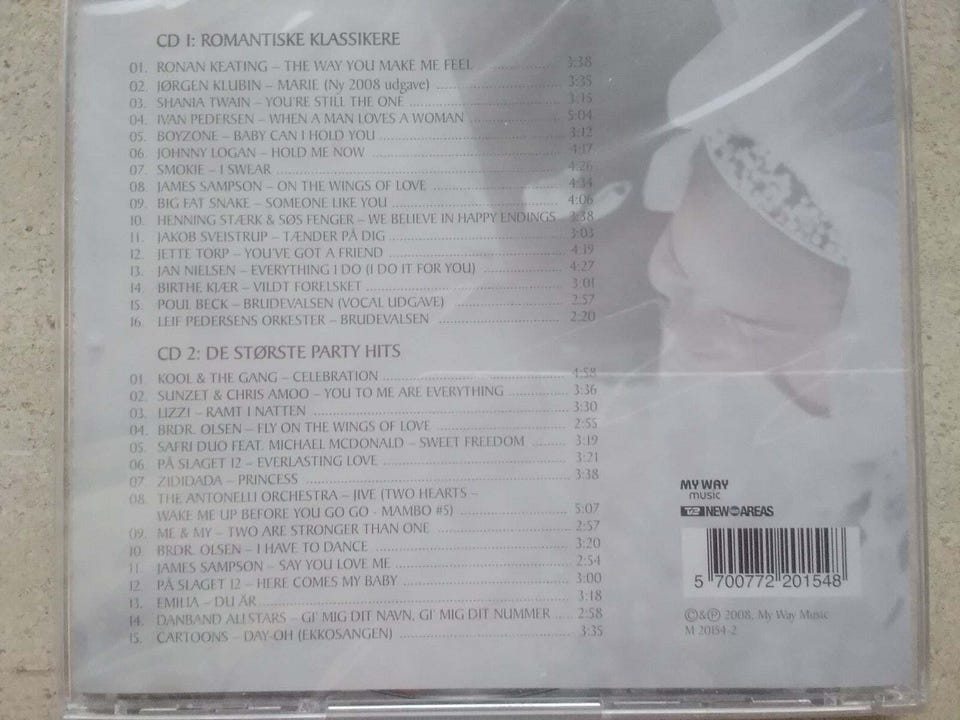 CD 1: ROMANTISKE KLASSIKERE
01. RONAN KEATING – THE WAY YOU MAKE ME FEEL 3:38
02. JØRGEN KLUBIN – MARIE (Ny 2008 udgave) 3:35
03. SHANIA TWAIN – YOU'RE STILL THE ONE 3:15
04. IVAN PEDERSEN – WHEN A MAN LOVES A WOMAN 5:04
05. BOYZONE – BABY CAN I HOLD YOU 3:12
06. JOHNNY LOGAN – HOLD ME NOW 4:17
07. SMOKIE – I SWEAR 4:26
08. JAMES SAMPSON – ON THE WINGS OF LOVE 4:34
09. BIG FAT SNAKE – SOMEONE LIKE YOU 4:06
10. HENNING STÆRK & SØS FENGER – WE BELIEVE IN HAPPY ENDINGS 3:38
11. JAKOB SVEISTRUP – TÆNDER PÅ DIG 3:03
12. JETTE TORP – YOU'VE GOT A FRIEND 4:19
13. JAN NIELSEN – EVERYTHING I DO (I DO IT FOR YOU) 4:27
14. BIRTHE KJÆR – VILDT FORELSKET 3:01
15. POUL BECK – BRUDEVALSEN (VOCAL UDGAVE) 2:57
16. LEIF PEDERSENS ORKESTER – BRUDEVALSEN 2:20
CD 2: DE STØRSTE PARTY HITS
01. KOOL & THE GANG – CELEBRATION 4:58
02. SUNZET & CHRIS AMOO – YOU TO ME ARE EVERYTHING 3:36
03. LIZZI – RAMT I NATTEN 3:30
04. BRDR. OLSEN – FLY ON THE WINGS OF LOVE 2:55
05. SAFRI DUO FEAT. MICHAEL MCDONALD – SWEET FREEDOM 3:19
06. PÅ SLAGET 12 – EVERLASTING LOVE 3:21
07. ZIDIDADA – PRINCESS 3:38
08. THE ANTONELLI ORCHESTRA – JIVE (TWO HEARTS –
WAKE ME UP BEFORE YOU GO GO - MAMBO #5) 5:07
09. ME & MY – TWO ARE STRONGER THAN ONE 2:57
10. BRDR. OLSEN – I HAVE TO DANCE 3:20
11. JAMES SAMPSON – SAY YOU LOVE ME 2:54
12. PÅ SLAGET 12 – HERE COMES MY BABY 3:00
13. EMILIA – DU ÄR 3:18
14. DANBAND ALLSTARS – GI' MIG DIT NAVN, GI' MIG DIT NUMMER 2:58
15. CARTOONS – DAY-OH (EKKOSANGEN) 3:35
MY WAY
music
TV2 NEW AREAS
5 700772 201548
©&℗ 2008, My Way Music
M 20154-2